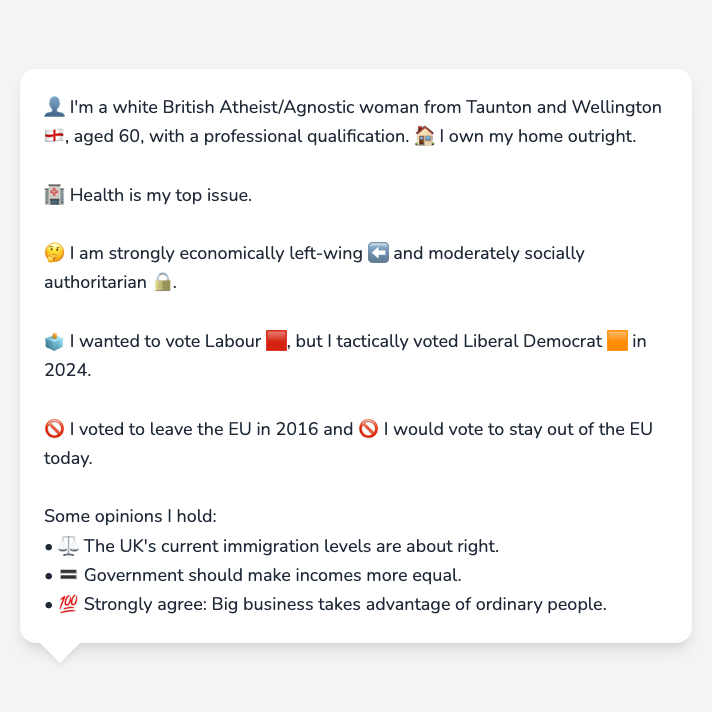 👤 I'm a white British Atheist/Agnostic woman from Taunton and Wellington
🏴󠁧󠁢󠁥󠁮󠁧󠁿, aged 60, with a professional qualification. 🏠 I own my home outright.
🏥 Health is my top issue.
🤔 I am strongly economically left-wing ⬅️ and moderately socially
authoritarian 🔒.
🗳️ I wanted to vote Labour 🟥, but I tactically voted Liberal Democrat 🟧 in
2024.
🚫 I voted to leave the EU in 2016 and 🚫 I would vote to stay out of the EU
today.
Some opinions I hold:
• ⚖️ The UK's current immigration levels are about right.
• 🟰 Government should make incomes more equal.
• 💯 Strongly agree: Big business takes advantage of ordinary people.